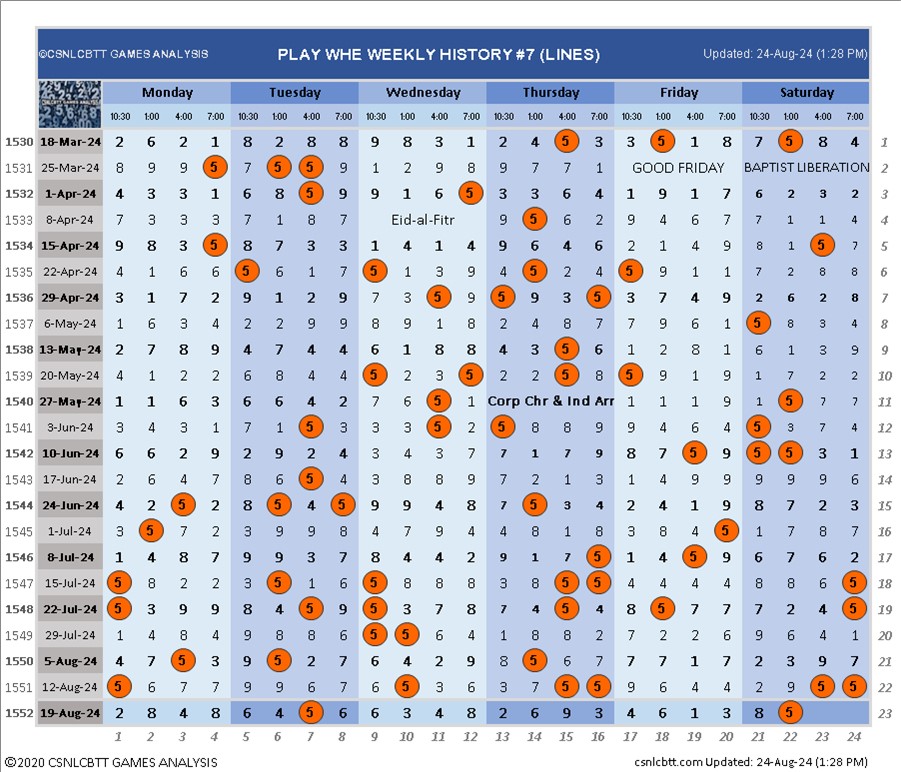 ©CSNLCBTT GAMES ANALYSIS PLAY WHE WEEKLY HISTORY #7 (LINES) Updated: 24-Aug-24 (1:28 PM)
Monday Tuesday Wednesday Thursday Friday Saturday
10:30 1:00 4:00 7:00 10:30 1:00 4:00 7:00 10:30 1:00 4:00 7:00 10:30 1:00 4:00 7:00 10:30 1:00 4:00 7:00 10:30 1:00 4:00 7:00
1530 18-Mar-24 2 6 2 1 8 2 8 8 9 8 3 1 2 4 5 3 3 5 1 8 7 5 8 4 1
1531 25-Mar-24 8 9 9 5 7 5 5 9 1 2 9 8 9 7 7 1 GOOD FRIDAY BAPTIST LIBERATION 2
1532 1-Apr-24 4 3 3 1 6 8 5 9 9 1 6 5 3 3 6 4 1 9 1 7 6 2 3 2 3
1533 8-Apr-24 7 3 3 3 7 1 8 7 Eid-al-Fitr 9 5 6 2 9 4 6 7 7 1 1 4 4
1534 15-Apr-24 9 8 3 5 8 7 3 3 1 4 1 4 9 6 4 6 2 1 4 9 8 1 5 7 5
1535 22-Apr-24 4 1 6 6 5 6 1 7 5 1 3 9 4 5 2 4 5 9 1 1 7 2 8 8 6
1536 29-Apr-24 3 1 7 2 9 1 2 9 7 3 5 9 5 9 3 5 3 7 4 9 2 6 2 8 7
1537 6-May-24 1 6 3 4 2 2 9 9 8 9 1 8 2 4 8 7 7 9 6 1 5 8 3 4 8
1538 13-May-24 2 7 8 9 4 7 4 4 6 1 8 8 4 3 5 6 1 2 8 1 6 1 3 9 9
1539 20-May-24 4 1 2 2 6 8 4 4 5 2 3 5 2 2 5 8 5 9 1 9 1 7 2 2 10
1540 27-May-24 1 1 6 3 6 6 4 2 7 6 5 1 Corp Chr & Ind Arr 1 1 1 9 1 5 7 7 11
1541 3-Jun-24 3 4 3 1 7 1 5 3 3 3 5 2 5 8 8 9 9 4 6 4 5 3 7 4 12
1542 10-Jun-24 6 6 2 9 2 9 2 4 3 4 3 7 7 1 7 9 8 7 5 9 5 5 3 1 13
1543 17-Jun-24 2 6 4 7 8 6 5 4 3 4 3 7 7 2 1 3 1 4 9 9 9 9 9 6 14
1544 24-Jun-24 4 2 5 2 8 5 4 5 9 9 4 8 7 5 3 4 2 4 1 9 8 7 2 3 15
1545 1-Jul-24 3 5 7 2 3 9 9 8 4 7 9 4 4 8 1 8 3 4 8 5 1 7 8 7 16
1546 8-Jul-24 1 4 8 7 9 9 3 7 8 4 4 2 9 1 7 5 1 4 5 9 6 7 6 2 17
1547 15-Jul-24 5 8 2 2 3 5 1 6 5 8 8 8 3 8 5 5 4 4 4 4 8 8 6 5 18
1548 22-Jul-24 5 3 9 9 8 4 5 9 5 3 7 8 7 4 5 4 8 5 7 7 7 2 4 5 19
1549 29-Jul-24 1 4 8 4 9 8 8 6 5 5 6 4 1 8 8 2 7 2 2 6 9 6 4 1 20
1550 5-Aug-24 4 7 5 3 9 5 2 7 6 4 2 9 8 5 6 7 7 7 1 7 2 3 9 7 21
1551 12-Aug-24 5 6 7 7 9 9 6 7 6 5 3 6 3 7 5 5 9 6 4 4 2 9 5 5 22
1552 19-Aug-24 2 8 4 8 6 4 5 6 6 3 4 8 2 6 9 3 4 6 1 3 8 5 23
1 2 3 4 5 6 7 8 9 10 11 12 13 14 15 16 17 18 19 20 21 22 23 24
©2020 CSNLCBTT GAMES ANALYSIS csnlcbtt.com Updated: 24-Aug-24 (1:28 PM)